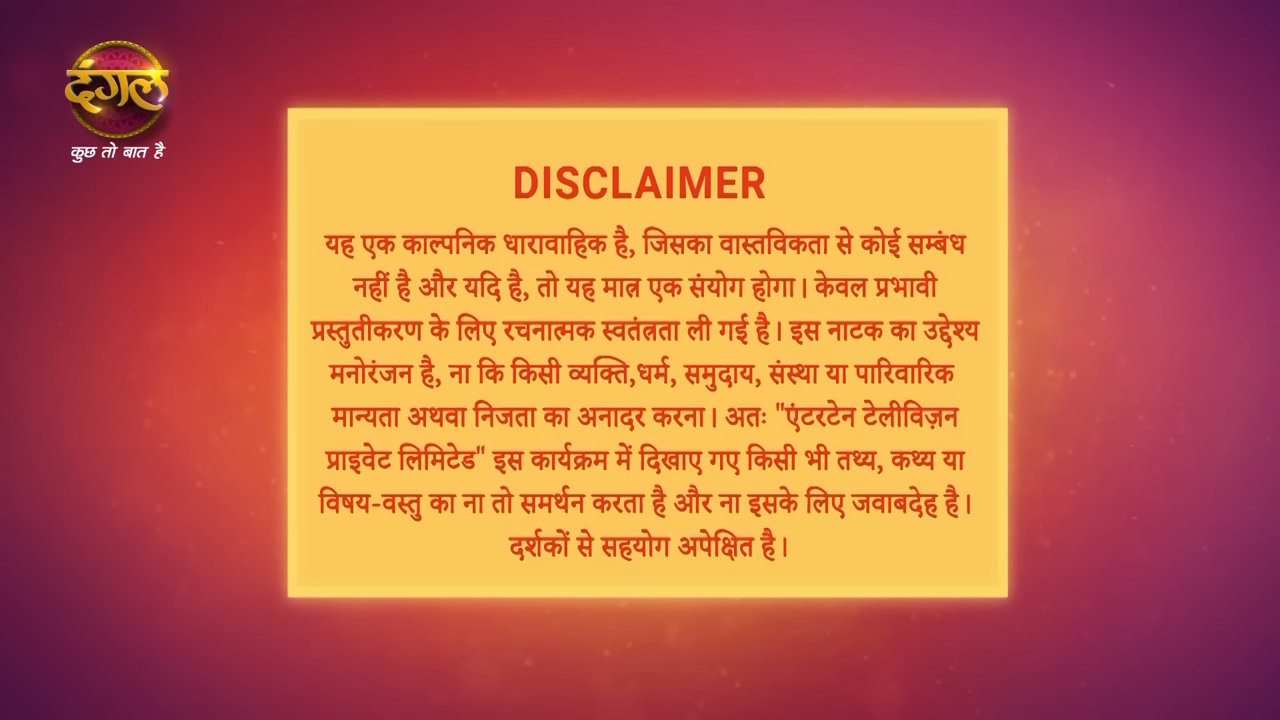 दंगल
कुछ तो बात है
DISCLAIMER
यह एक काल्पनिक धारावाहिक है, जिसका वास्तविकता से कोई सम्बंध
नहीं है और यदि है, तो यह मात्र एक संयोग होगा। केवल प्रभावी
प्रस्तुतीकरण के लिए रचनात्मक स्वतंत्रता ली गई है। इस नाटक का उद्देश्य
मनोरंजन है, ना कि किसी व्यक्ति,धर्म, समुदाय, संस्था या पारिवारिक
मान्यता अथवा निजता का अनादर करना। अतः "एंटरटेन टेलीविज़न
प्राइवेट लिमिटेड" इस कार्यक्रम में दिखाए गए किसी भी तथ्य, कथ्य या
विषय-वस्तु का ना तो समर्थन करता है और ना इसके लिए जवाबदेह है।
दर्शकों से सहयोग अपेक्षित है।